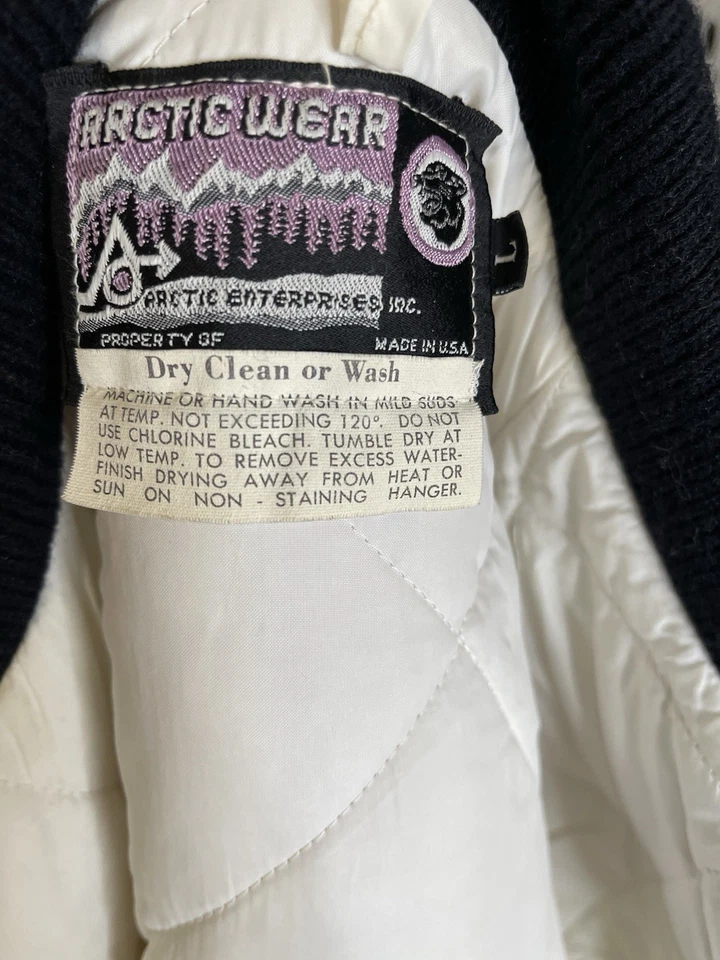 ARCTIC WEAR
L
ARCTIC ENTERPRISES INC.
PROPERTY OF MADE IN U.S.A
Dry Clean or Wash
MACHINE OR HAND WASH IN MILD SUDS
AT TEMP. NOT EXCEEDING 120°. DO NOT
USE CHLORINE BLEACH. TUMBLE DRY AT
LOW TEMP. TO REMOVE EXCESS WATER-
FINISH DRYING AWAY FROM HEAT OR
SUN ON NON - STAINING HANGER.